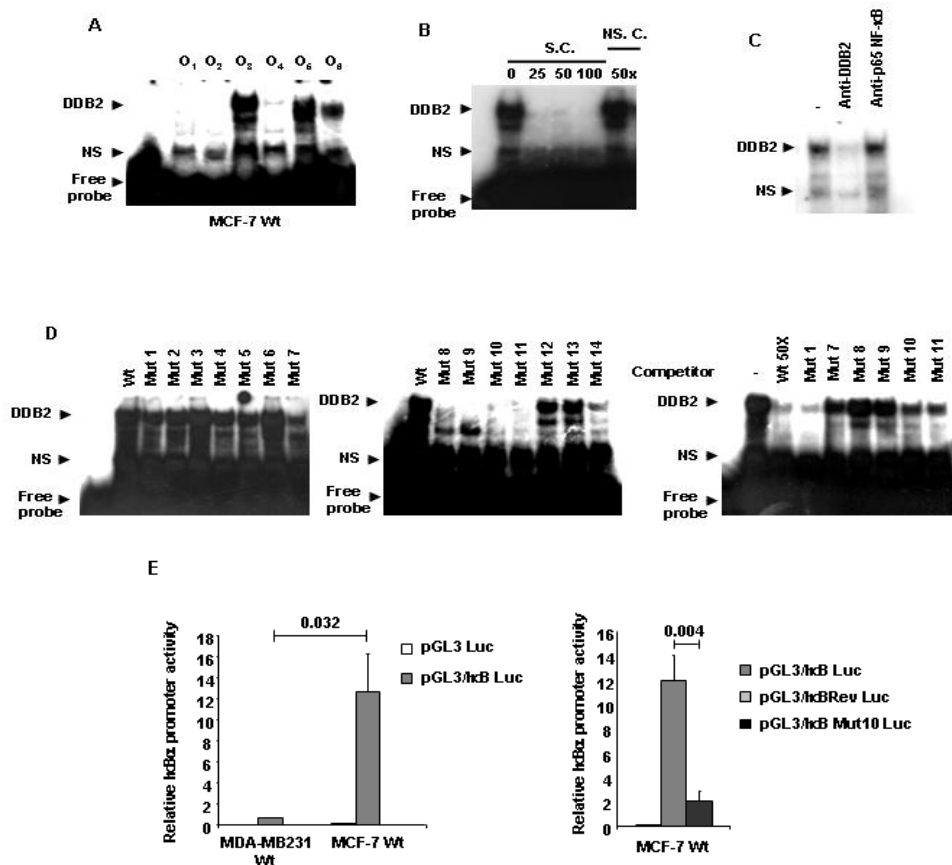 A
O1 O2 O3 O4 O5 O6
DDB2
NS
Free
probe
MCF-7 Wt
B
S.C. NS. C.
0 25 50 100 50x
DDB2
NS
Free
probe
C
- Anti-DDB2 Anti-p65 NF-κB
DDB2
NS
D
Wt Mut 1 Mut 2 Mut 3 Mut 4 Mut 5 Mut 6 Mut 7
DDB2
NS
Free
probe
Wt Mut 8 Mut 9 Mut 10 Mut 11 Mut 12 Mut 13 Mut 14
DDB2
NS
Free
probe
Competitor - Wt 50X Mut 1 Mut 7 Mut 8 Mut 9 Mut 10 Mut 11
DDB2
NS
Free
probe
E
Relative IκBα promoter activity
18
16
14
12
10
8
6
4
2
0
0.032
pGL3 Luc
pGL3/IκB Luc
MDA-MB231
Wt
MCF-7 Wt
Relative IκBα promoter activity
16
14
12
10
8
6
4
2
0
0.004
pGL3/IκB Luc
pGL3/IκBRev Luc
pGL3/IκB Mut10 Luc
MCF-7 Wt